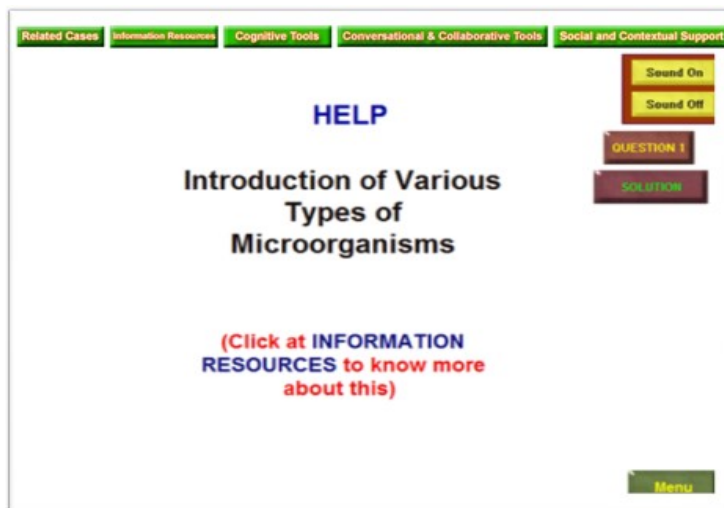 Related Cases Information Resources Cognitive Tools Conversational & Collaborative Tools Social and Contextual Support
Sound On
Sound Off
HELP
QUESTION 1
SOLUTION
Introduction of Various
Types of
Microorganisms
(Click at INFORMATION
RESOURCES to know more
about this)
Menu